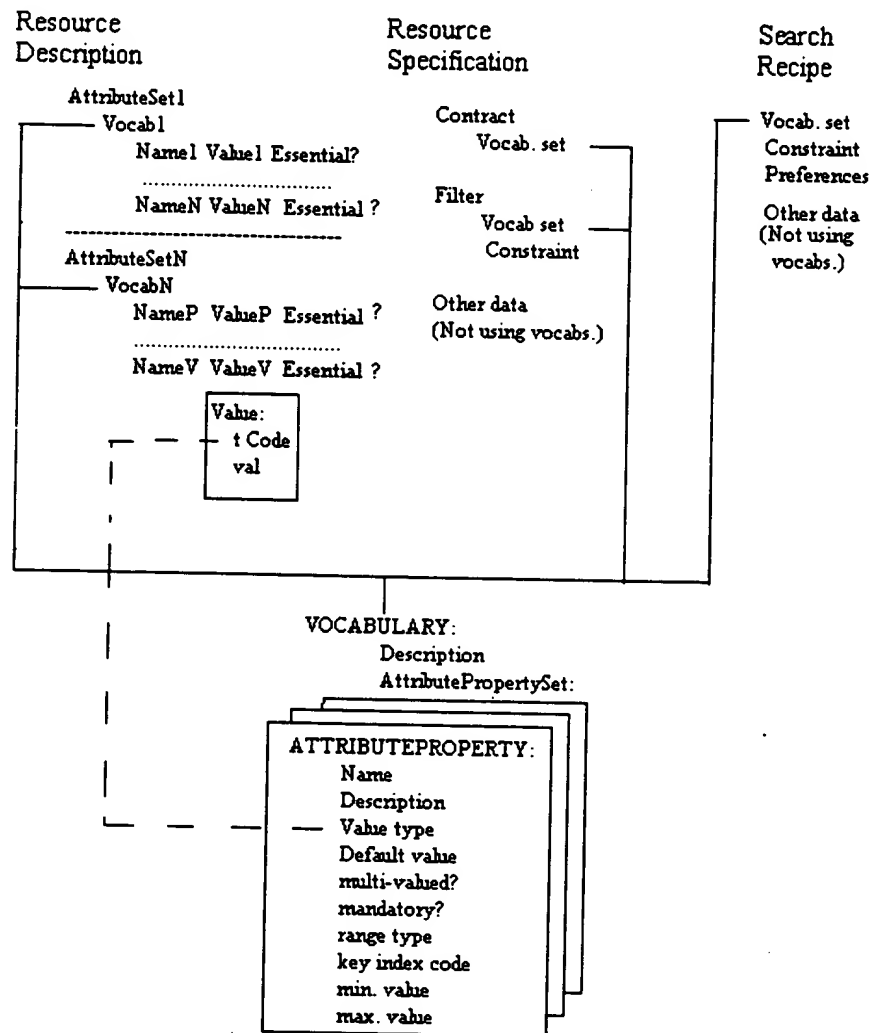 Resource
Description
AttributeSet1
Vocab1
Name1 Value1 Essential?
................................
NameN ValueN Essential ?
AttributeSetN
VocabN
NameP ValueP Essential ?
................................
NameV ValueV Essential ?
Value:
t Code
val
Resource
Specification
Contract
Vocab. set
Filter
Vocab set
Constraint
Other data
(Not using vocabs.)
Search
Recipe
Vocab. set
Constraint
Preferences
Other data
(Not using
vocabs.)
VOCABULARY:
Description
AttributePropertySet:
ATTRIBUTEPROPERTY:
Name
Description
Value type
Default value
multi-valued?
mandatory?
range type
key index code
min. value
max. value